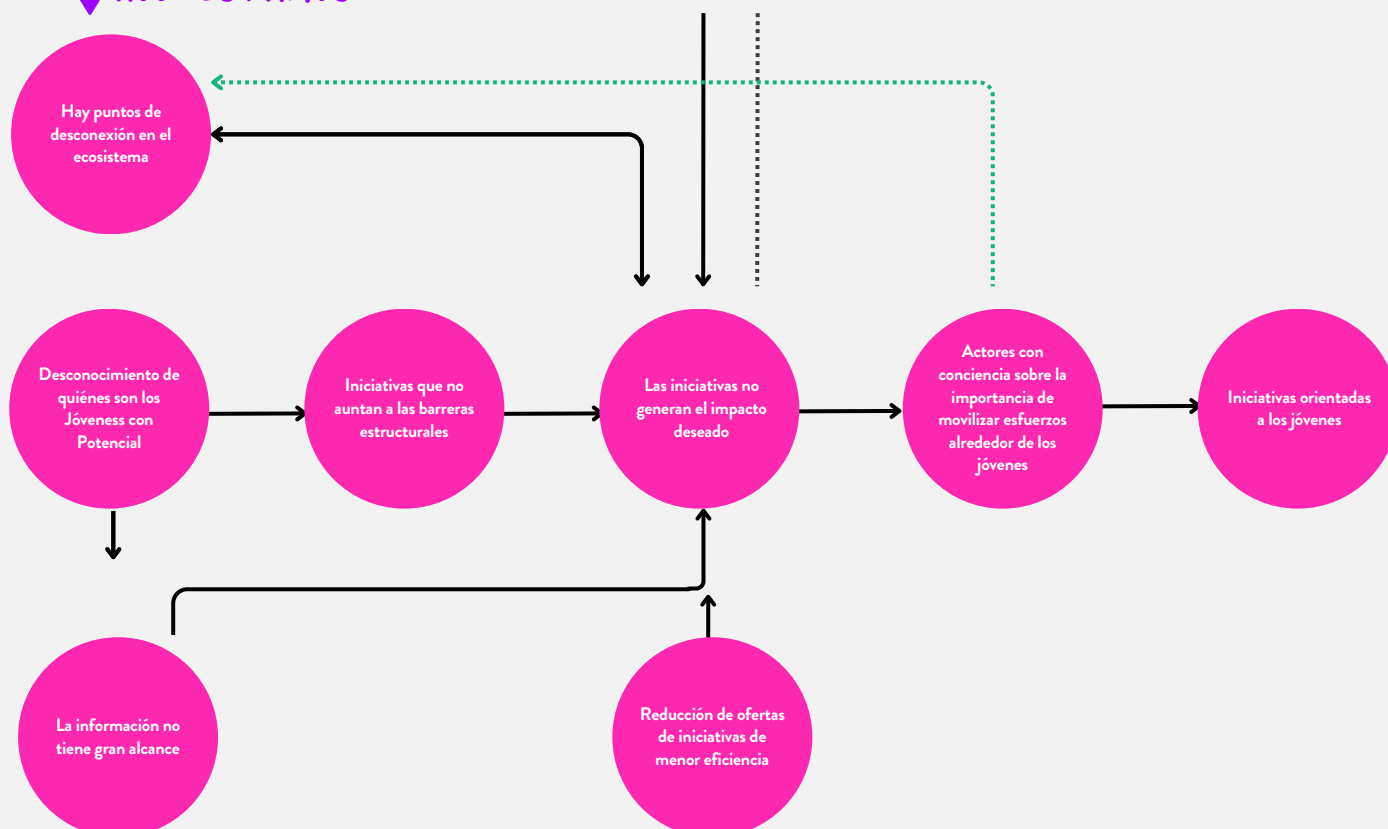 Hay puntos de
desconexión en el
ecosistema
Desconocimiento de
quiénes son los
Jóveness con
Potencial
Iniciativas que no
auntan a las barreras
estructurales
Las iniciativas no
generan el impacto
deseado
Actores con
conciencia sobre la
importancia de
movilizar esfuerzos
alrededor de los
jóvenes
Iniciativas orientadas
a los jóvenes
La información no
tiene gran alcance
Reducción de ofertas
de iniciativas de
menor eficiencia